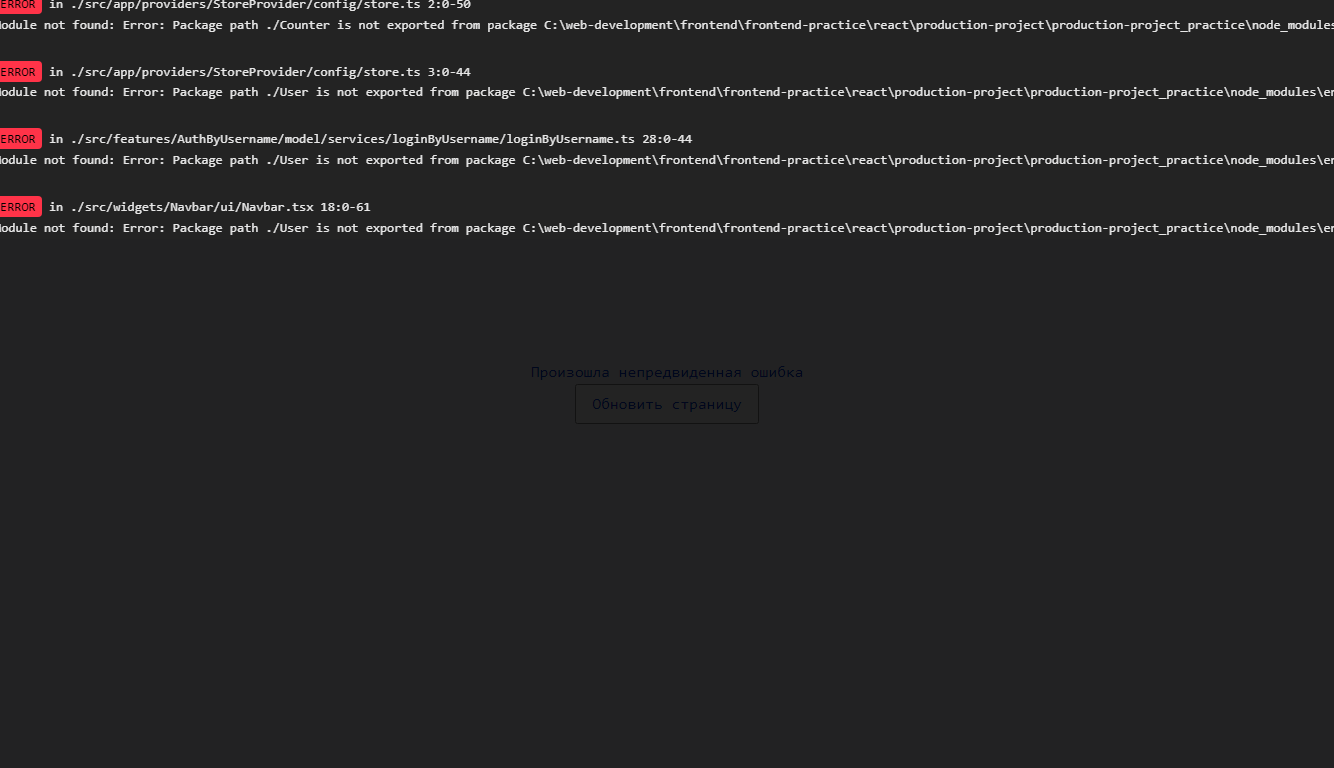 ERROR in ./src/app/providers/StoreProvider/config/store.ts 2:0-50
Module not found: Error: Package path ./Counter is not exported from package C:\web-development\frontend\frontend-practice\react\production-project\production-project_practice\node_modules
ERROR in ./src/app/providers/StoreProvider/config/store.ts 3:0-44
Module not found: Error: Package path ./User is not exported from package C:\web-development\frontend\frontend-practice\react\production-project\production-project_practice\node_modules\en
ERROR in ./src/features/AuthByUsername/model/services/loginByUsername/loginByUsername.ts 28:0-44
Module not found: Error: Package path ./User is not exported from package C:\web-development\frontend\frontend-practice\react\production-project\production-project_practice\node_modules\en
ERROR in ./src/widgets/Navbar/ui/Navbar.tsx 18:0-61
Module not found: Error: Package path ./User is not exported from package C:\web-development\frontend\frontend-practice\react\production-project\production-project_practice\node_modules\en
Произошла непредвиденная ошибка
Обновить страницу